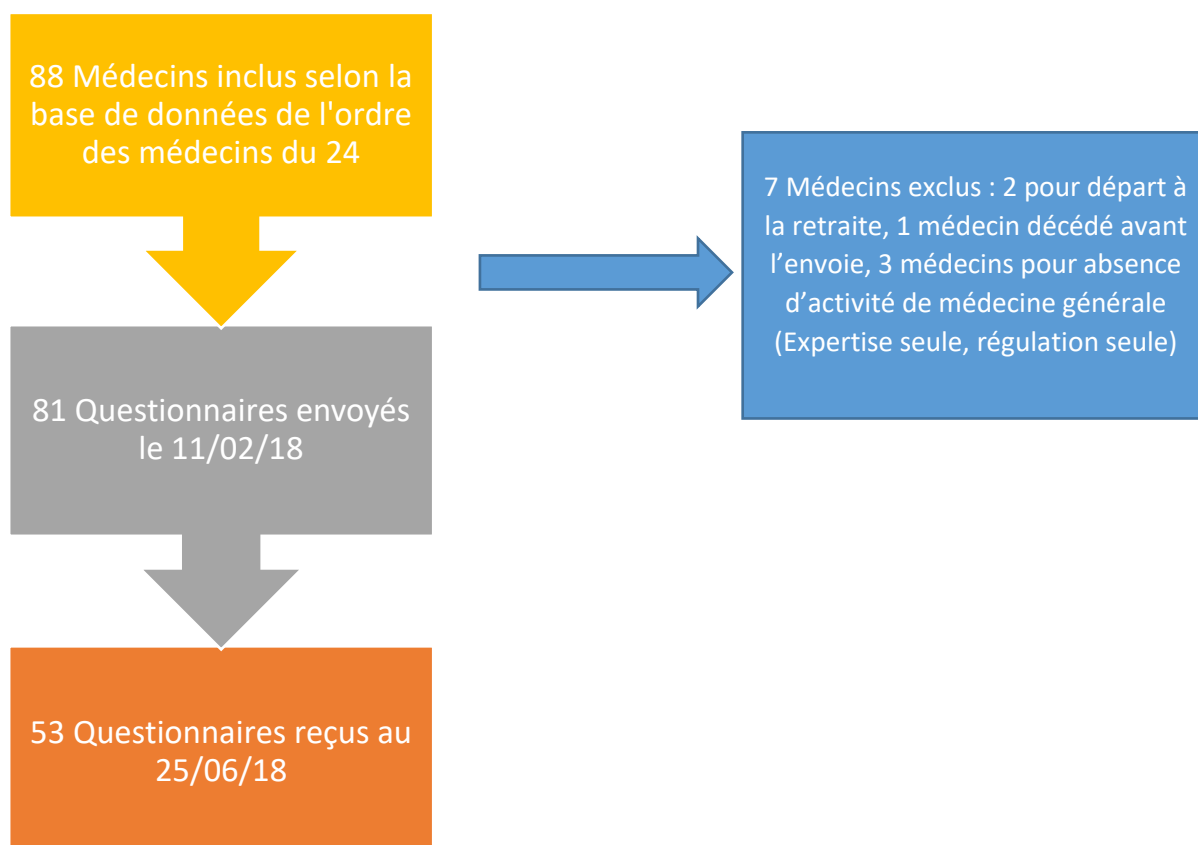 88 Médecins inclus selon la
base de données de l'ordre
des médecins du 24
7 Médecins exclus : 2 pour départ à
la retraite, 1 médecin décédé avant
l’envoie, 3 médecins pour absence
d’activité de médecine générale
(Expertise seule, régulation seule)
81 Questionnaires envoyés
le 11/02/18
53 Questionnaires reçus au
25/06/18